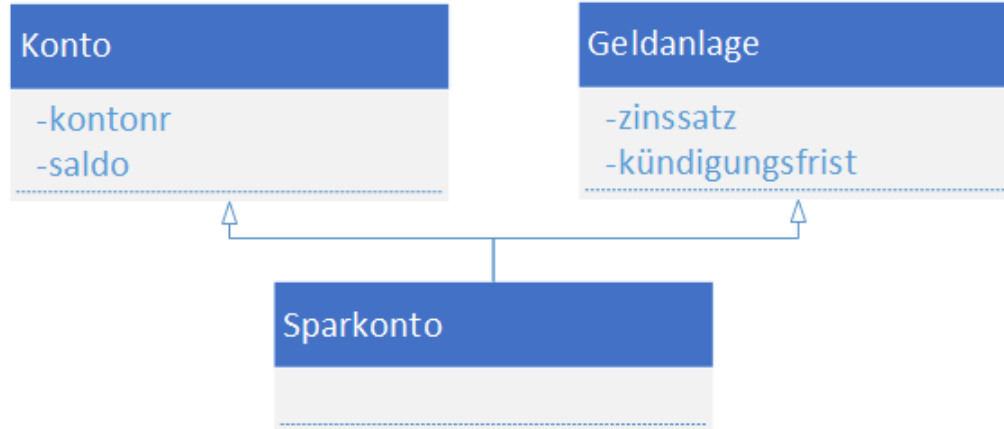 Konto
-kontonr
-saldo
Geldanlage
-zinssatz
-kündigungsfrist
Sparkonto